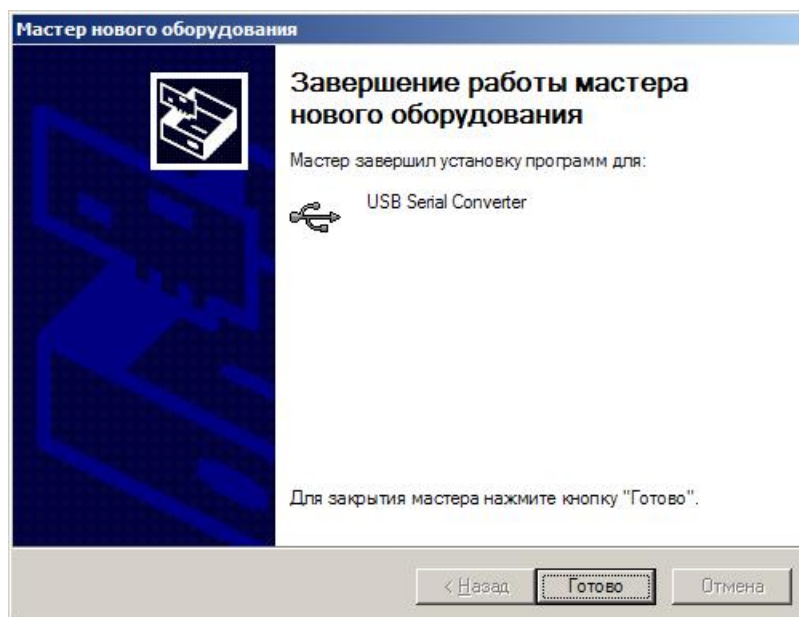 Мастер нового оборудования
Завершение работы мастера
нового оборудования
Мастер завершил установку программ для:
USB Serial Converter
Для закрытия мастера нажмите кнопку "Готово".
< Назад
Готово
Отмена